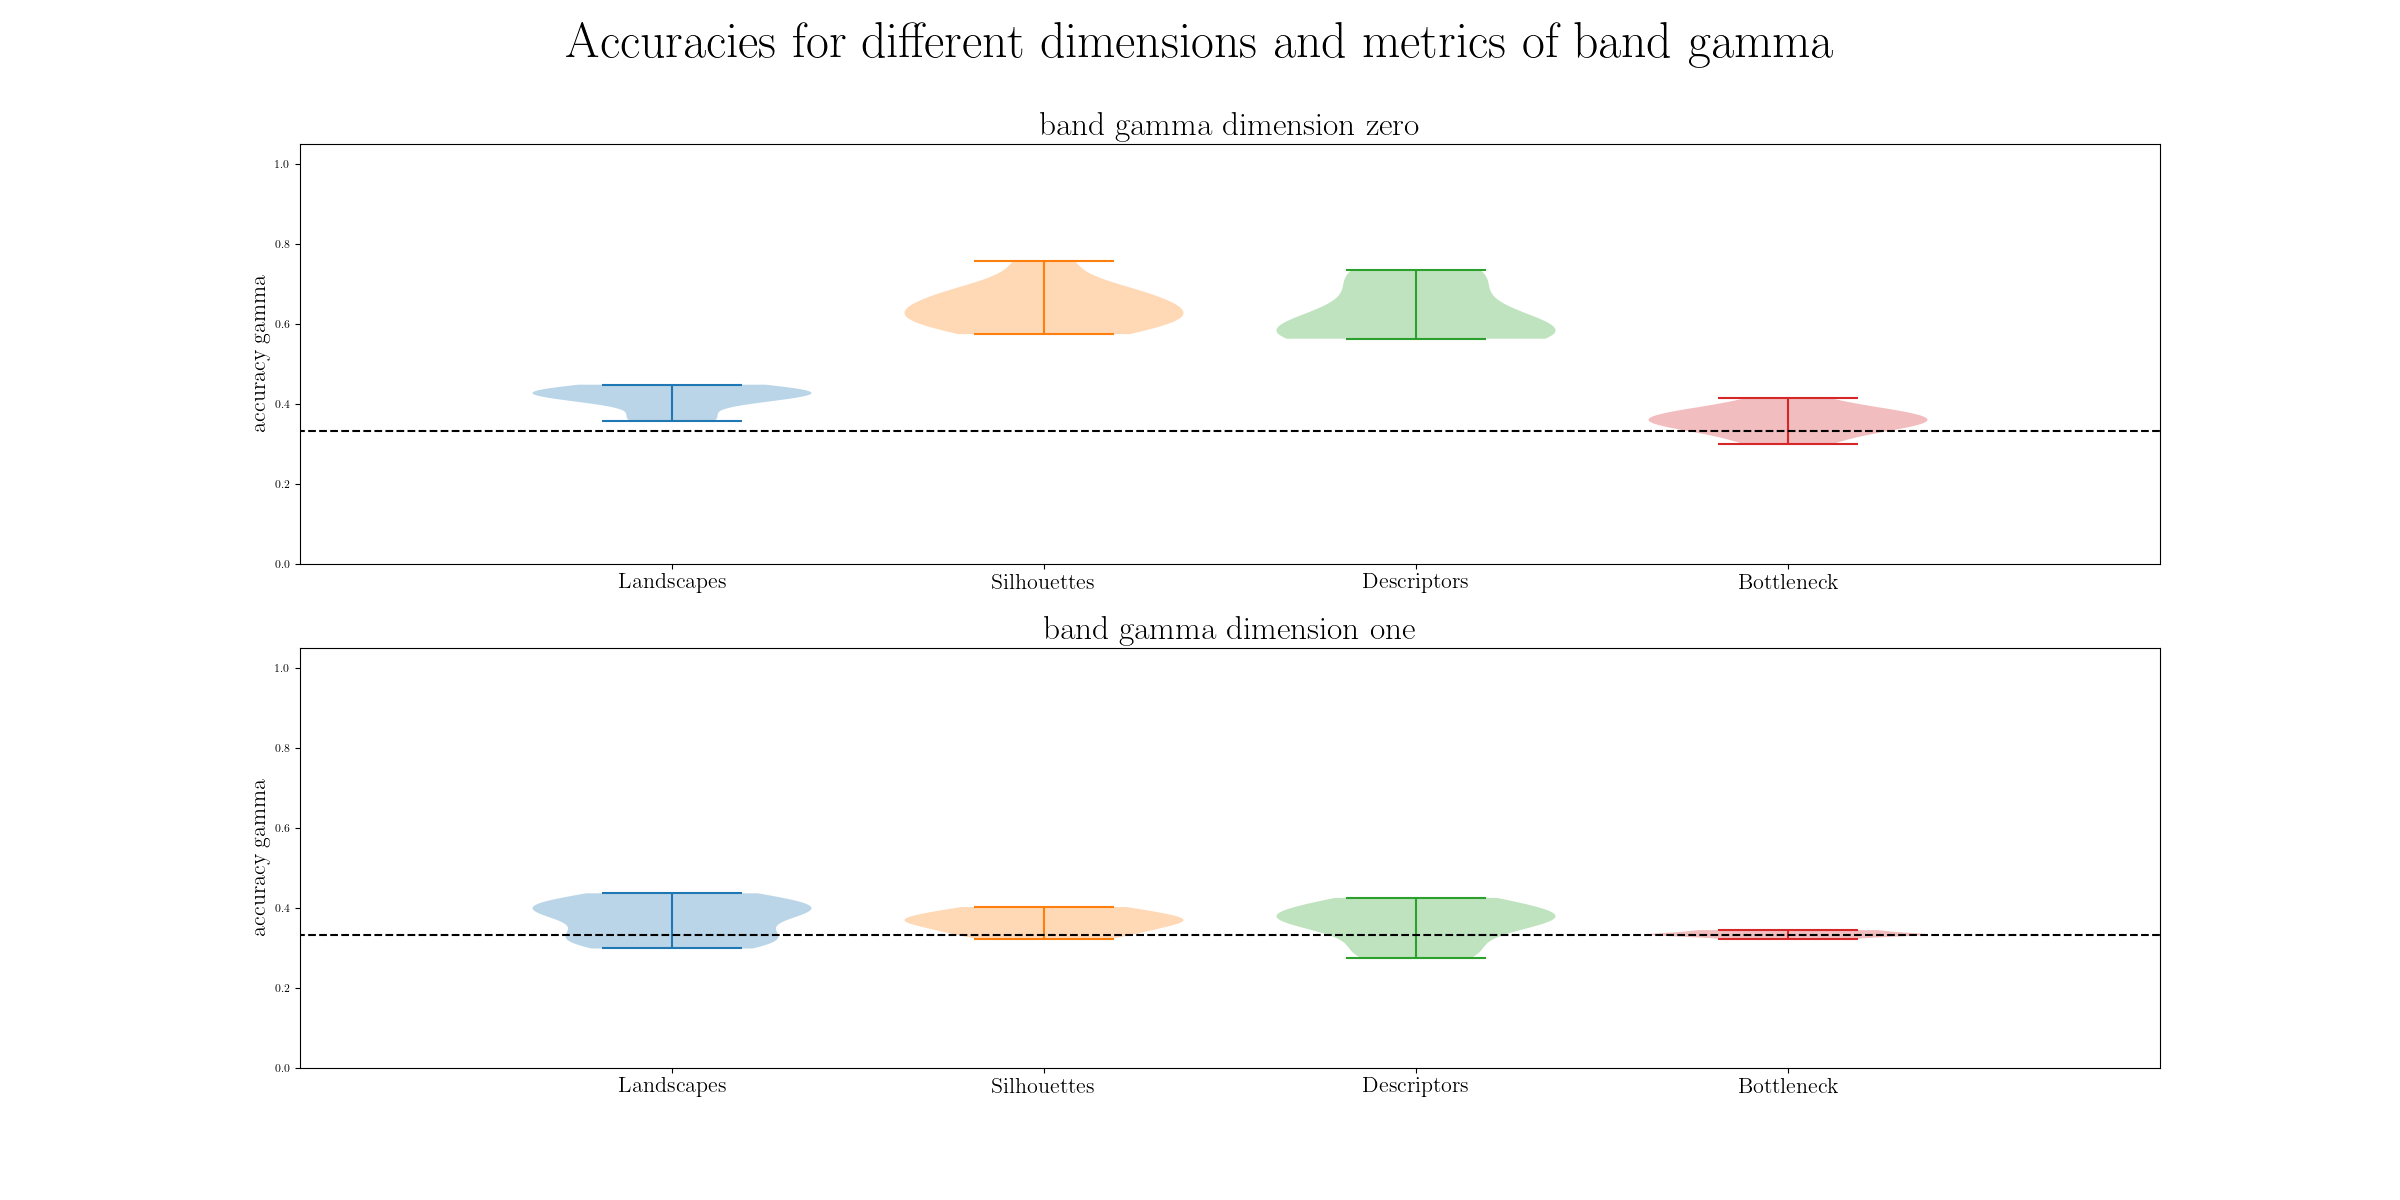 Accuracies for different dimensions and metrics of band gamma
band gamma dimension zero
accuracy gamma
1.0
0.8
0.6
0.4
0.2
0.0
Landscapes Silhouettes Descriptors Bottleneck
band gamma dimension one
accuracy gamma
1.0
0.8
0.6
0.4
0.2
0.0
Landscapes Silhouettes Descriptors Bottleneck